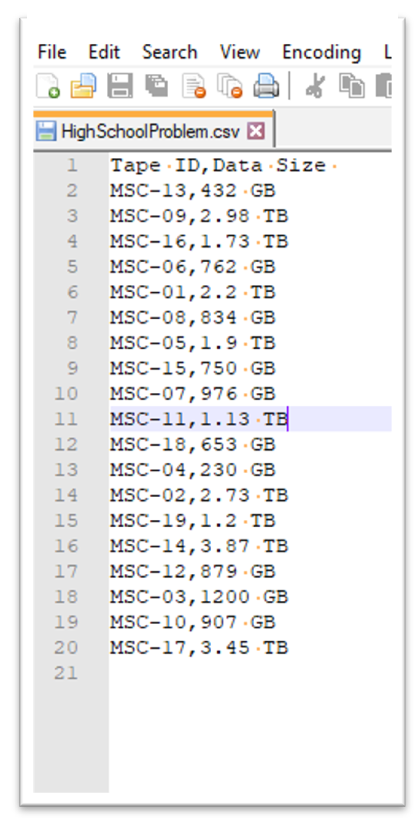 File Edit Search View Encoding L
HighSchoolProblem.csv
1 Tape ID,Data Size
2 MSC-13,432 GB
3 MSC-09,2.98 TB
4 MSC-16,1.73 TB
5 MSC-06,762 GB
6 MSC-01,2.2 TB
7 MSC-08,834 GB
8 MSC-05,1.9 TB
9 MSC-15,750 GB
10 MSC-07,976 GB
11 MSC-11,1.13 TB
12 MSC-18,653 GB
13 MSC-04,230 GB
14 MSC-02,2.73 TB
15 MSC-19,1.2 TB
16 MSC-14,3.87 TB
17 MSC-12,879 GB
18 MSC-03,1200 GB
19 MSC-10,907 GB
20 MSC-17,3.45 TB
21